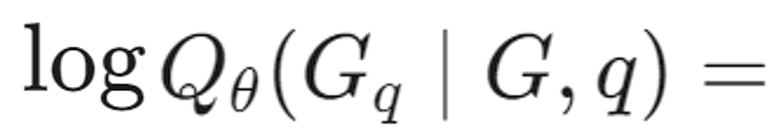 log Q_θ(G_q | G, q) =